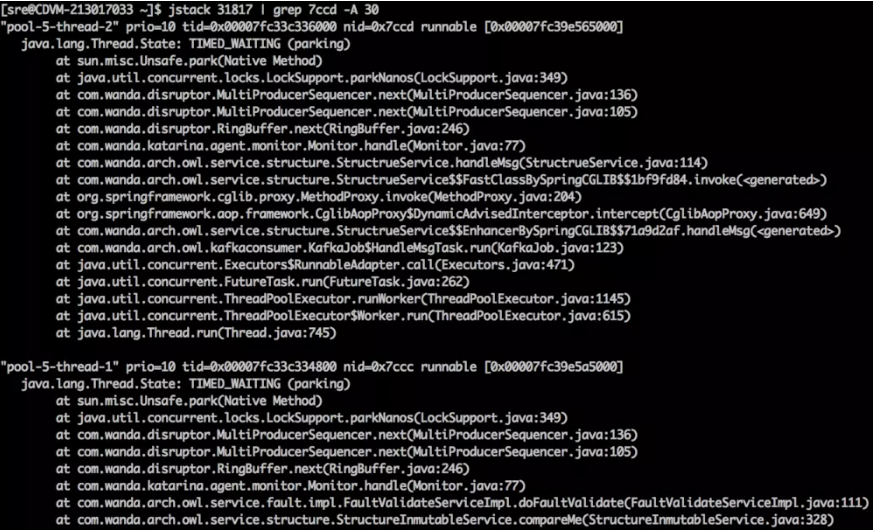 [sre@CDVM-213017033 ~]$ jstack 31817 | grep 7ccd -A 30
"pool-5-thread-2" prio=10 tid=0x00007fc33c336000 nid=0x7ccd runnable [0x00007fc39e565000]
java.lang.Thread.State: TIMED_WAITING (parking)
at sun.misc.Unsafe.park(Native Method)
at java.util.concurrent.locks.LockSupport.parkNanos(LockSupport.java:349)
at com.wanda.disruptor.MultiProducerSequencer.next(MultiProducerSequencer.java:136)
at com.wanda.disruptor.MultiProducerSequencer.next(MultiProducerSequencer.java:105)
at com.wanda.disruptor.RingBuffer.next(RingBuffer.java:246)
at com.wanda.katarina.agent.monitor.Monitor.handle(Monitor.java:77)
at com.wanda.arch.owl.service.structure.StructrueService.handleMsg(StructrueService.java:114)
at com.wanda.arch.owl.service.structure.StructrueService$$FastClassBySpringCGLIB$$1bf9fd84.invoke(<generated>)
at org.springframework.cglib.proxy.MethodProxy.invoke(MethodProxy.java:204)
at org.springframework.aop.framework.CglibAopProxy$DynamicAdvisedInterceptor.intercept(CglibAopProxy.java:649)
at com.wanda.arch.owl.service.structure.StructrueService$$EnhancerBySpringCGLIB$$71a9d2af.handleMsg(<generated>)
at com.wanda.arch.owl.kafkaconsumer.KafkaJob$HandleMsgTask.run(KafkaJob.java:123)
at java.util.concurrent.Executors$RunnableAdapter.call(Executors.java:471)
at java.util.concurrent.FutureTask.run(FutureTask.java:262)
at java.util.concurrent.ThreadPoolExecutor.runWorker(ThreadPoolExecutor.java:1145)
at java.util.concurrent.ThreadPoolExecutor$Worker.run(ThreadPoolExecutor.java:615)
at java.lang.Thread.run(Thread.java:745)
"pool-5-thread-1" prio=10 tid=0x00007fc33c334800 nid=0x7ccc runnable [0x00007fc39e5a5000]
java.lang.Thread.State: TIMED_WAITING (parking)
at sun.misc.Unsafe.park(Native Method)
at java.util.concurrent.locks.LockSupport.parkNanos(LockSupport.java:349)
at com.wanda.disruptor.MultiProducerSequencer.next(MultiProducerSequencer.java:136)
at com.wanda.disruptor.MultiProducerSequencer.next(MultiProducerSequencer.java:105)
at com.wanda.disruptor.RingBuffer.next(RingBuffer.java:246)
at com.wanda.katarina.agent.monitor.Monitor.handle(Monitor.java:77)
at com.wanda.arch.owl.service.fault.impl.FaultValidateServiceImpl.doFaultValidate(FaultValidateServiceImpl.java:111)
at com.wanda.arch.owl.service.structure.StructureInmutableService.compareMe(StructureInmutableService.java:328)